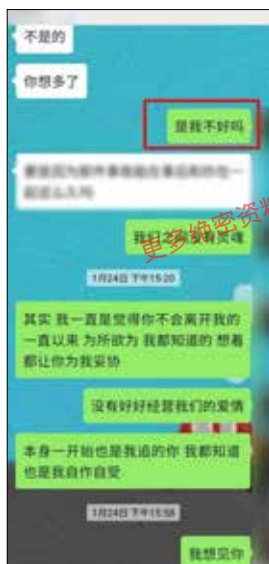 不是的
你想多了
是我不好吗
我们之间没有灵魂
更多绝密资料
1月24日 下午15:20
其实 我一直是觉得你不会离开我的
一直以来 为所欲为 我都知道的 想着
都让你为我妥协
没有好好经营我们的爱情
本身一开始也是我追的你 我都知道
也是我自作自受
1月24日 下午15:58
我想见你